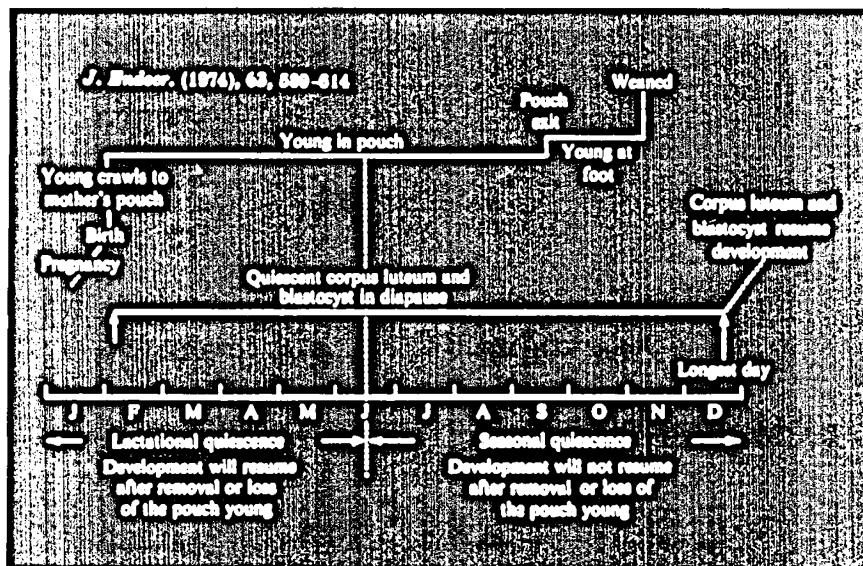 J. Endocr. (1974), 63, 589-614
Weaned
Pouch
exit
Young in pouch
Young at
foot
Young crawls to
mother's pouch
Birth
Pregnancy
Corpus luteum and
blastocyst resume
development
Quiescent corpus luteum and
blastocyst in diapause
Longest day
J F M A M J J A S O N D
Lactational quiescence
Seasonal quiescence
Development will resume
after removal or loss
of the pouch young
Development will not resume
after removal or loss of
the pouch young